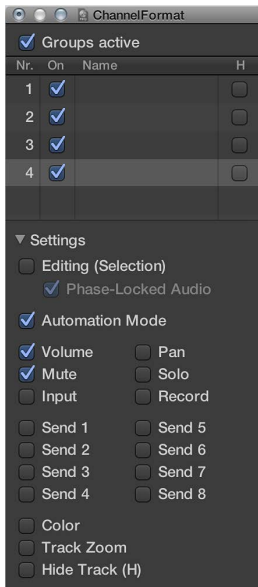 ChannelFormat
Groups active
Nr. On Name H
1
2
3
4
Settings
Editing (Selection)
Phase-Locked Audio
Automation Mode
Volume Pan
Mute Solo
Input Record
Send 1 Send 5
Send 2 Send 6
Send 3 Send 7
Send 4 Send 8
Color
Track Zoom
Hide Track (H)